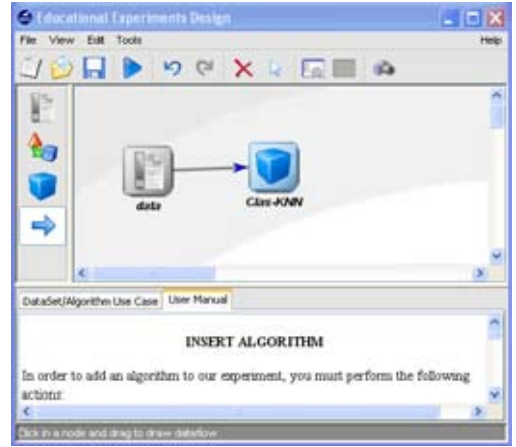 Educational Experiments Design
File View Edit Tools Help
data
Clas-KNN
DataSet/Algorithm Use Case User Manual
INSERT ALGORITHM
In order to add an algorithm to our experiment, you must perform the following
actions:
Click in a node and drag to draw dataflow